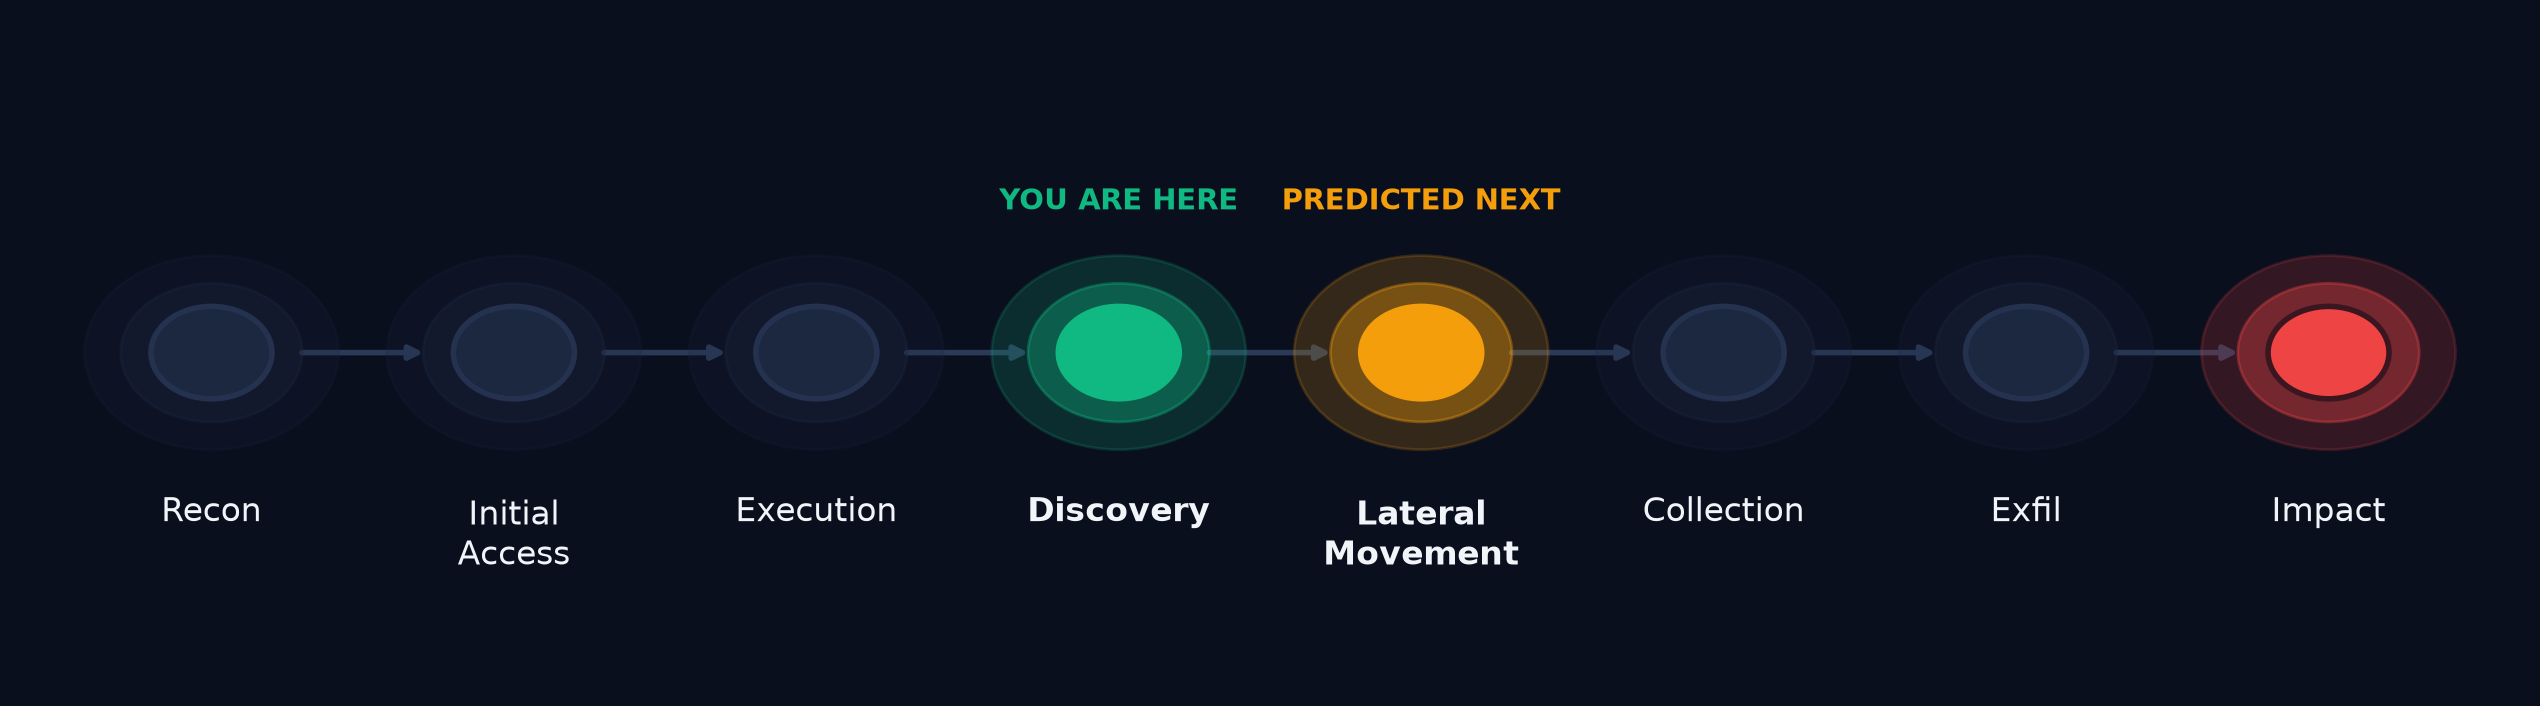 YOU ARE HERE
PREDICTED NEXT
Recon
Initial
Access
Execution
Discovery
Lateral
Movement
Collection
Exfil
Impact